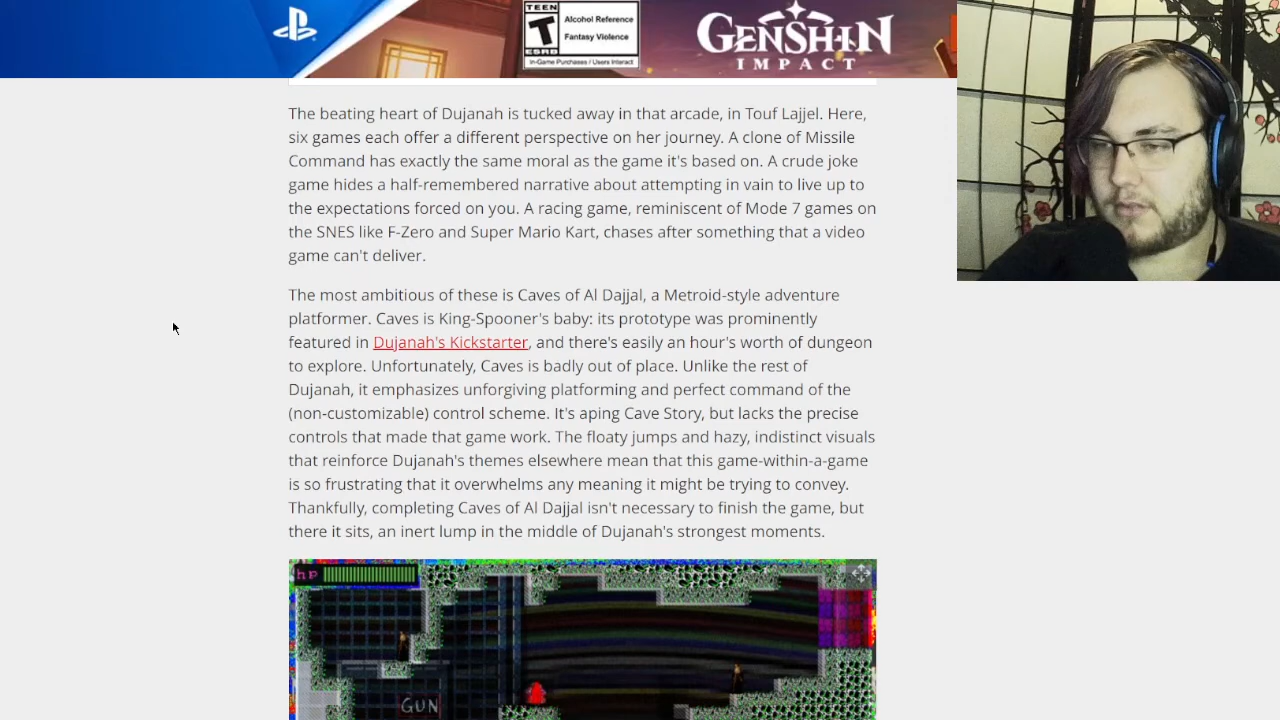 TEEN
T
ESRB
Alcohol Reference
Fantasy Violence
In-Game Purchases / Users Interact
GENSHIN
IMPACT
The beating heart of Dujanah is tucked away in that arcade, in Touf Lajjel. Here,
six games each offer a different perspective on her journey. A clone of Missile
Command has exactly the same moral as the game it's based on. A crude joke
game hides a half-remembered narrative about attempting in vain to live up to
the expectations forced on you. A racing game, reminiscent of Mode 7 games on
the SNES like F-Zero and Super Mario Kart, chases after something that a video
game can't deliver.
The most ambitious of these is Caves of Al Dajjal, a Metroid-style adventure
platformer. Caves is King-Spooner's baby: its prototype was prominently
featured in Dujanah's Kickstarter, and there's easily an hour's worth of dungeon
to explore. Unfortunately, Caves is badly out of place. Unlike the rest of
Dujanah, it emphasizes unforgiving platforming and perfect command of the
(non-customizable) control scheme. It's aping Cave Story, but lacks the precise
controls that made that game work. The floaty jumps and hazy, indistinct visuals
that reinforce Dujanah's themes elsewhere mean that this game-within-a-game
is so frustrating that it overwhelms any meaning it might be trying to convey.
Thankfully, completing Caves of Al Dajjal isn't necessary to finish the game, but
there it sits, an inert lump in the middle of Dujanah's strongest moments.
hp
GUN